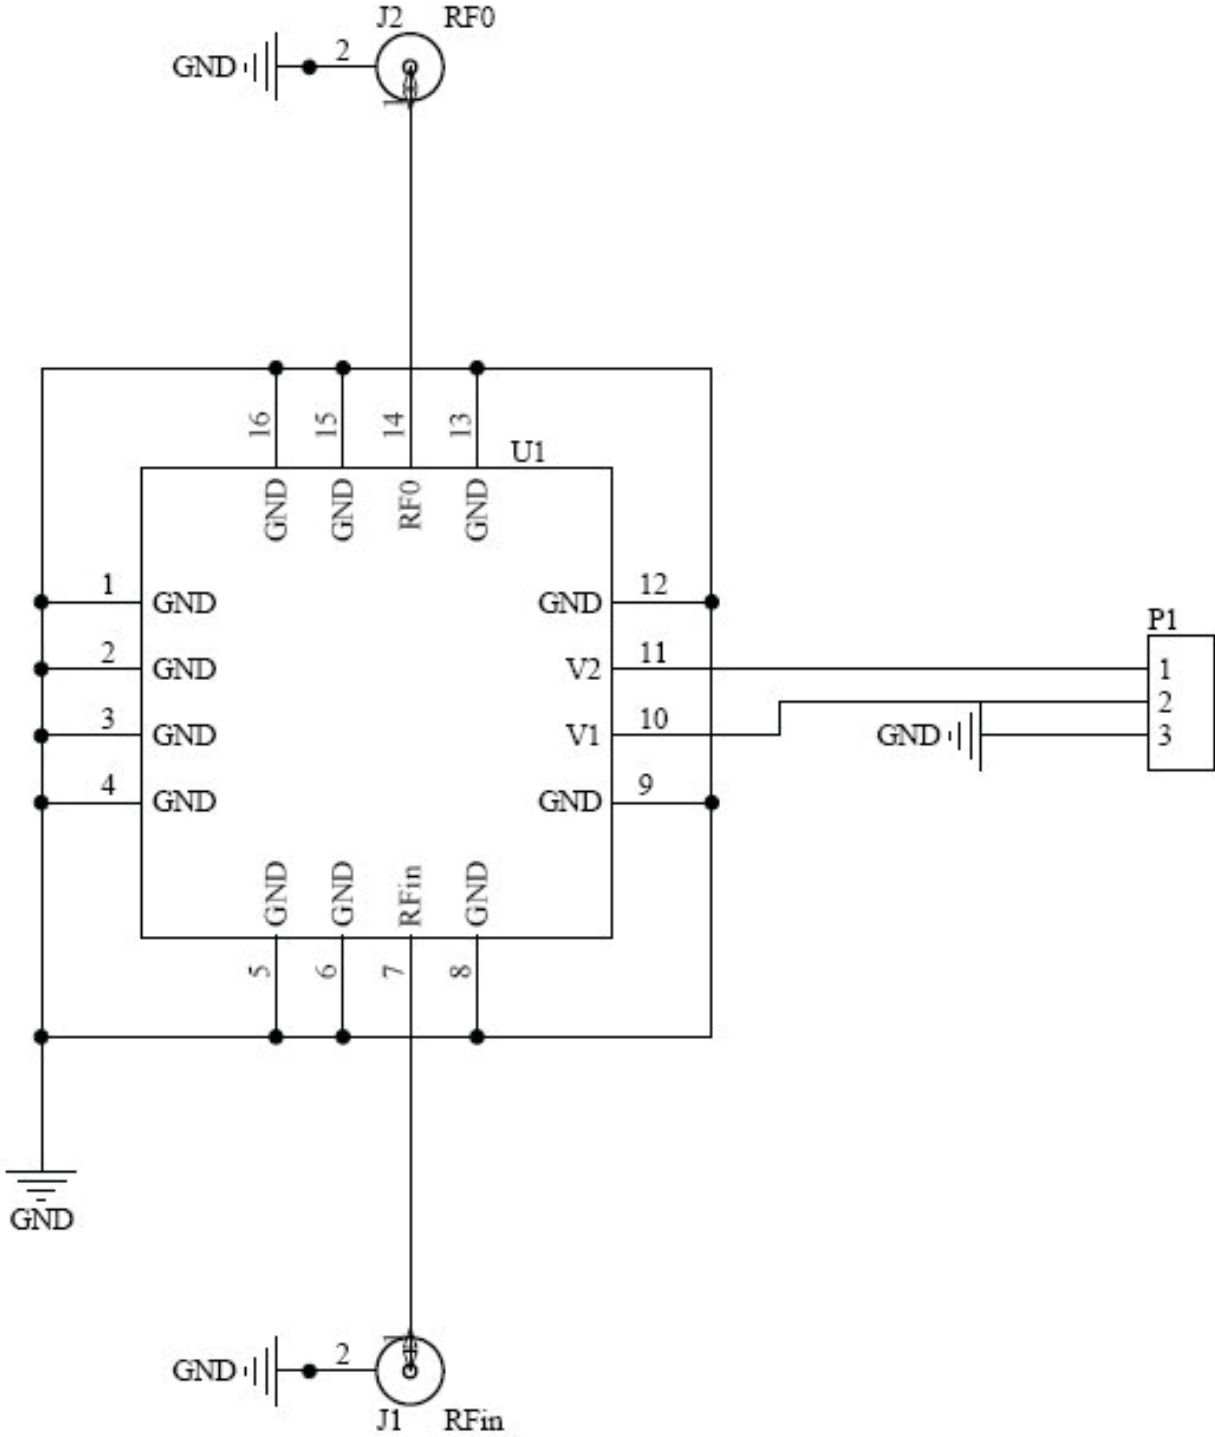 J2 RF0
GND 2
1
16 15 14 13
U1
GND GND RF0 GND
1 GND GND 12
P1
2 GND V2 11 1
2
3 GND V1 10 GND 3
4 GND GND 9
GND GND RFin GND
5 6 7 8
GND
1
GND 2
J1 RFin